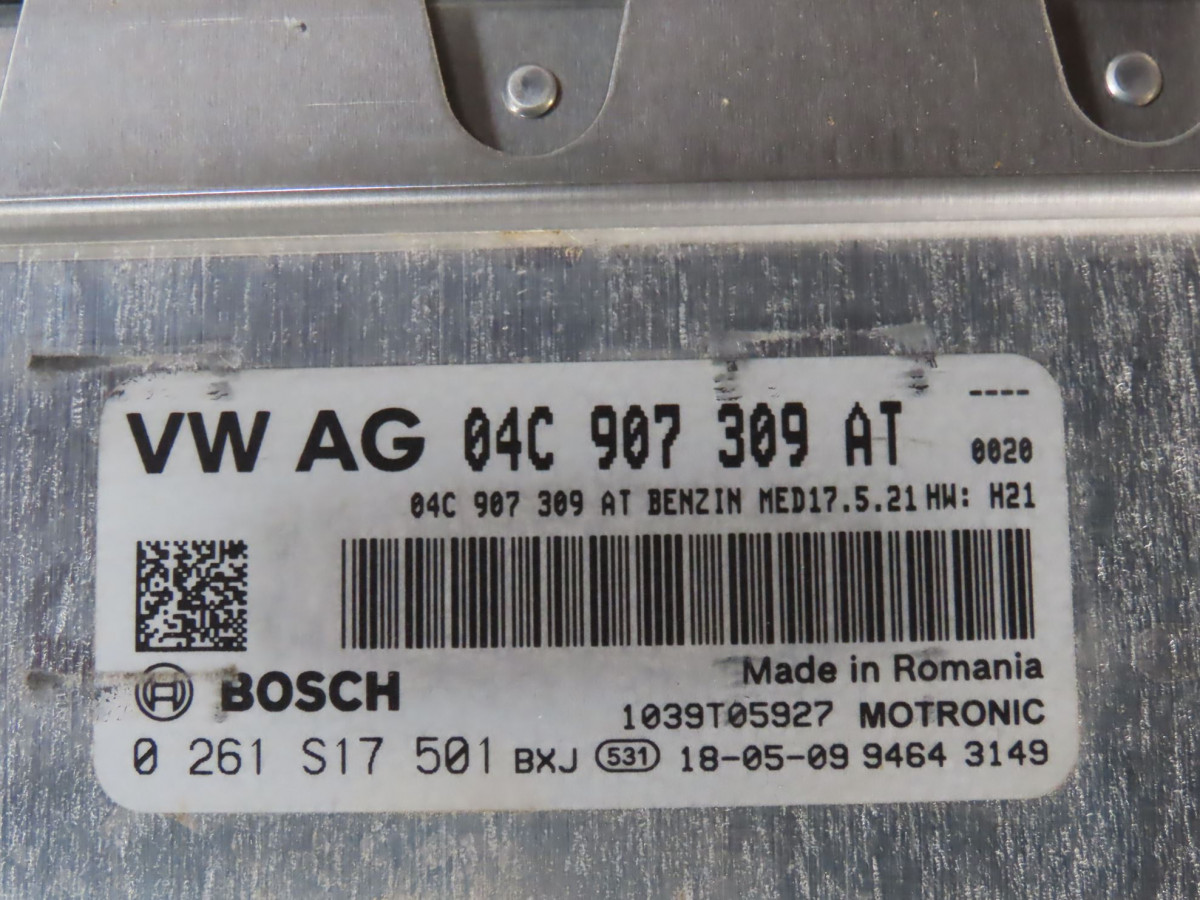 ----
VW AG 04C 907 309 AT 0020
04C 907 309 AT BENZIN MED17.5.21 HW: H21
Made in Romania
BOSCH
1039T05927 MOTRONIC
0 261 S17 501 BXJ 531 18-05-09 9464 3149